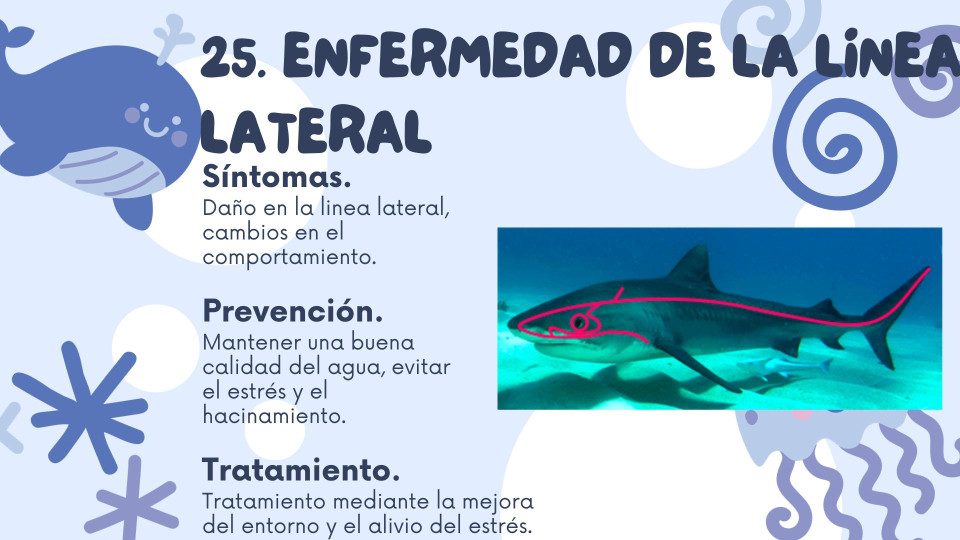 25. ENFERMEDAD DE LA LÍNEA
LATERAL
Síntomas.
Daño en la linea lateral,
cambios en el
comportamiento.
Prevención.
Mantener una buena
calidad del agua, evitar
el estrés y el
hacinamiento.
Tratamiento.
Tratamiento mediante la mejora
del entorno y el alivio del estrés.